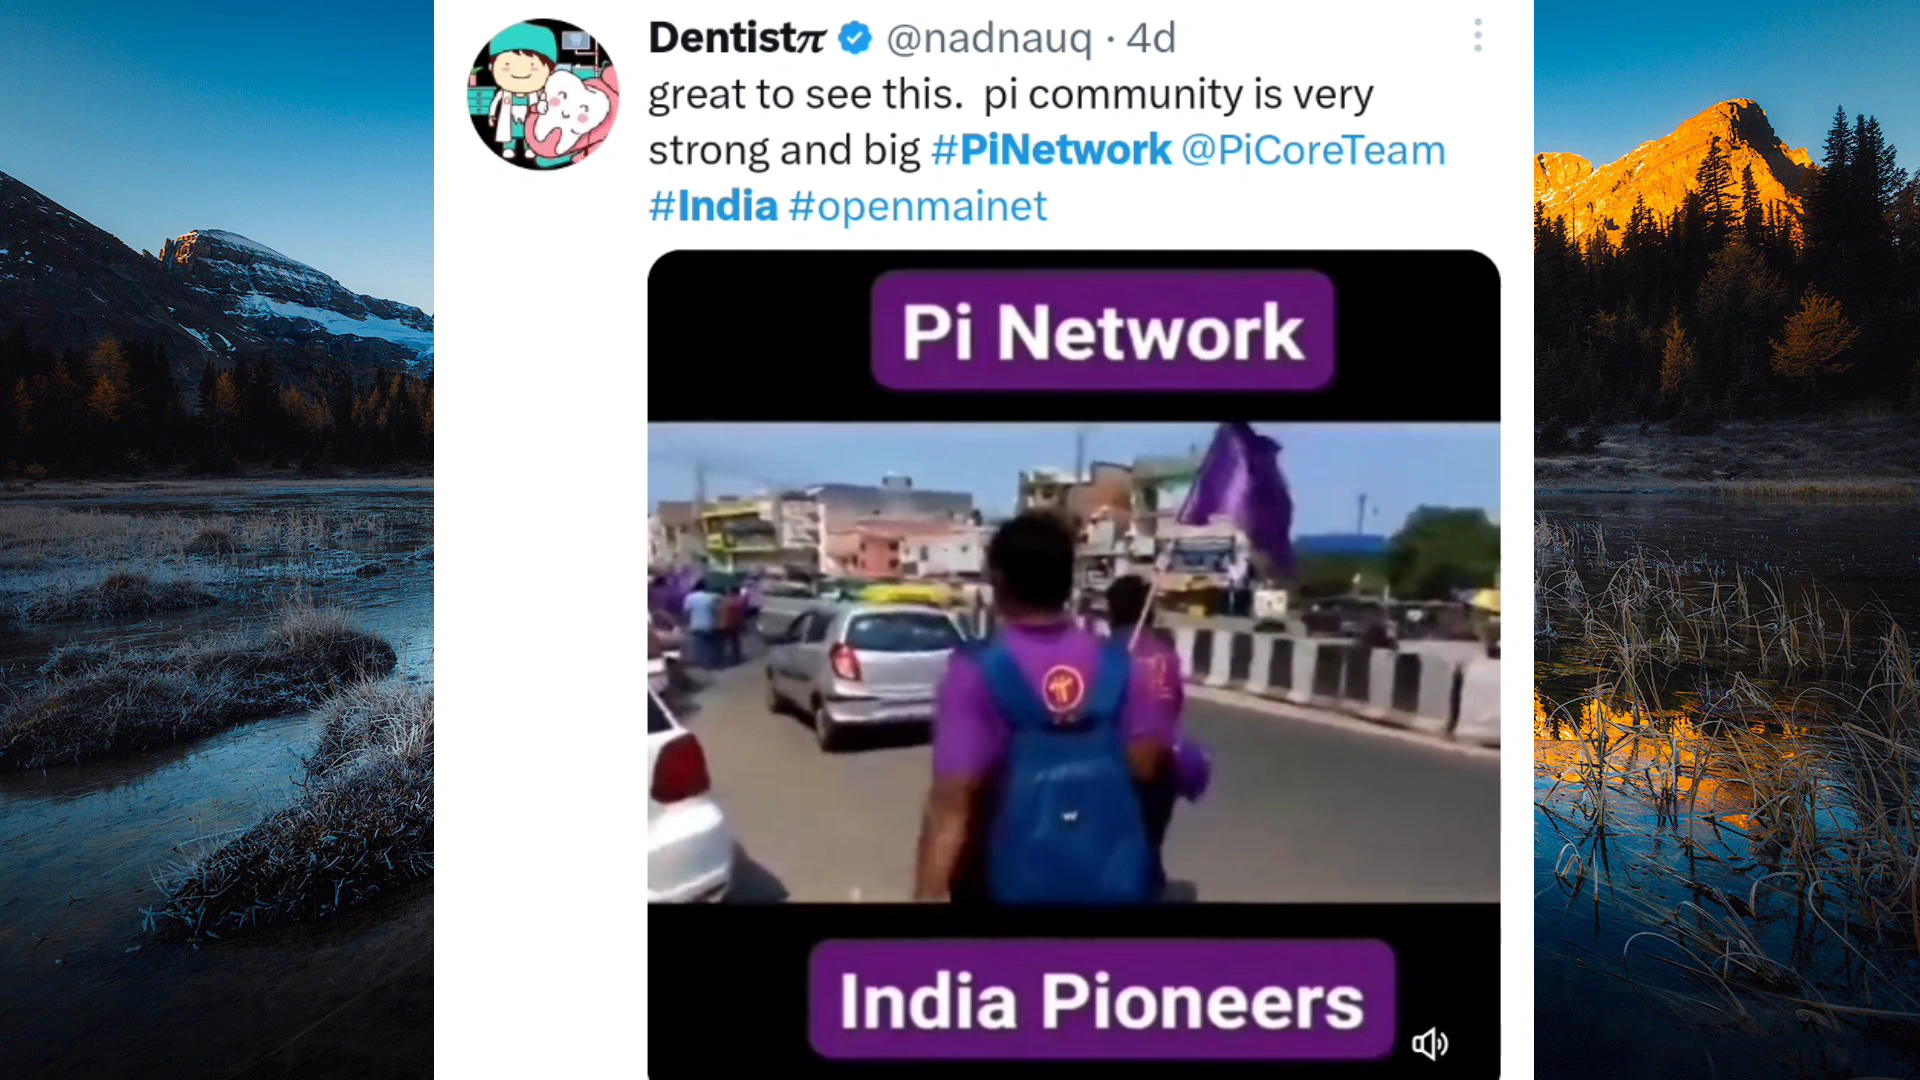 Dentistπ @nadnauq · 4d
great to see this. pi community is very
strong and big #PiNetwork @PiCoreTeam
#India #openmainet
Pi Network
India Pioneers